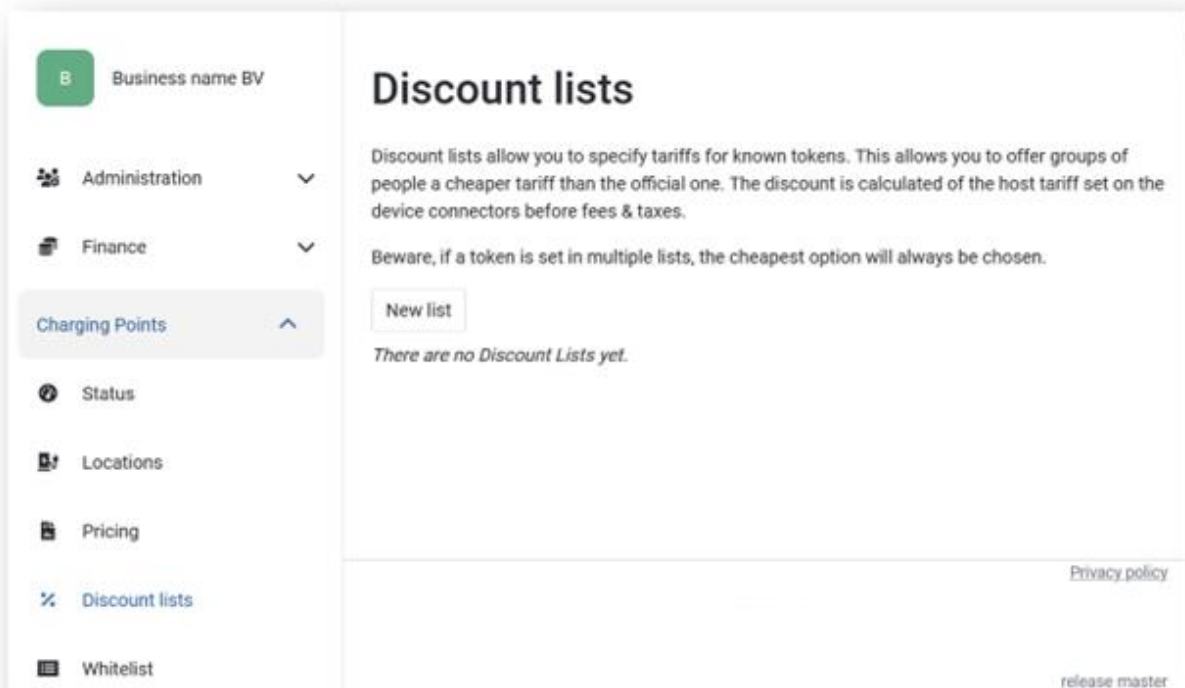 B
Business name BV
Administration
Finance
Charging Points
Status
Locations
Pricing
Discount lists
Whitelist
Discount lists
Discount lists allow you to specify tariffs for known tokens. This allows you to offer groups of
people a cheaper tariff than the official one. The discount is calculated of the host tariff set on the
device connectors before fees & taxes.
Beware, if a token is set in multiple lists, the cheapest option will always be chosen.
New list
There are no Discount Lists yet.
Privacy policy
release master